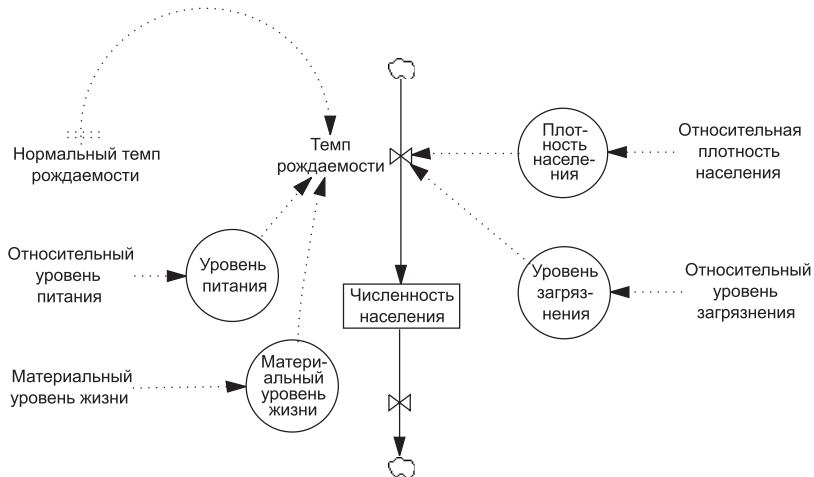 Нормальный темп
рождаемости
Темп
рождаемости
Плот-
ность
населе-
ния
Относительная
плотность
населения
Относительный
уровень
питания
Уровень
питания
Численность
населения
Уровень
загряз-
нения
Относительный
уровень
загрязнения
Материальный
уровень жизни
Матери-
альный
уровень
жизни